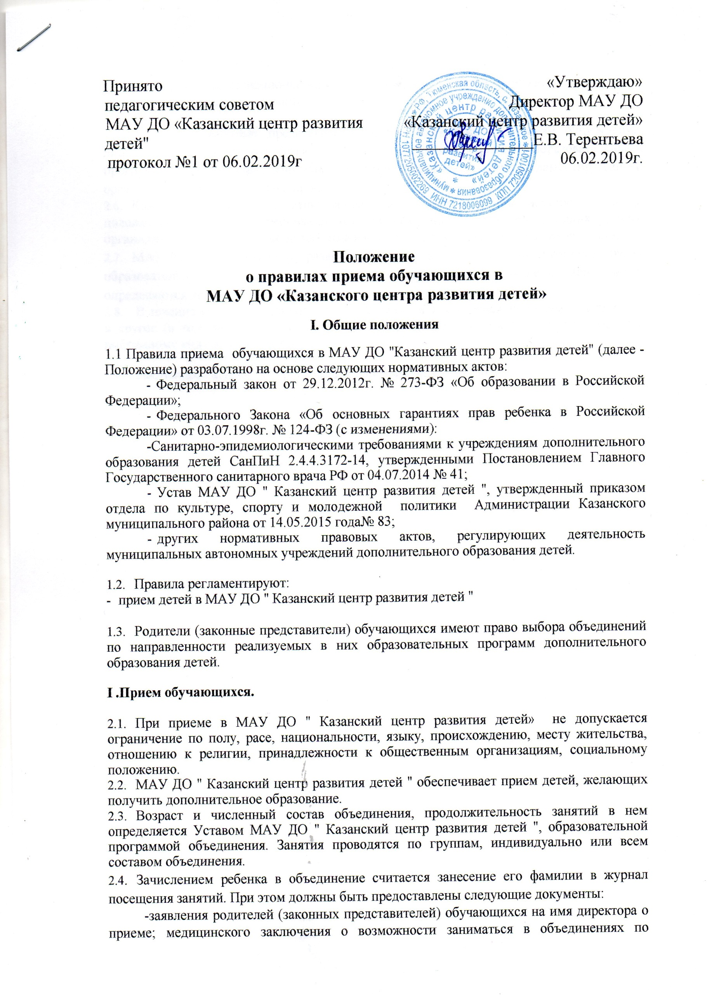 Принято
педагогическим советом
МАУ ДО «Казанский центр развития
детей"
протокол №1 от 06.02.2019г
«Утверждаю»
Директор МАУ ДО
«Казанский центр развития детей»
Е.В. Терентьева
06.02.2019г.
РФ, Тюменская область, с. Казанское * КПП 720501001 ИНН 7218006099
* муниципальное автономное учреждение дополнительного образования
* «Казанский центр развития детей»
МАУ ДО
«Казанский
центр
развития
детей»
Положение
о правилах приема обучающихся в
МАУ ДО «Казанского центра развития детей»
I. Общие положения
1.1 Правила приема обучающихся в МАУ ДО "Казанский центр развития детей" (далее -
Положение) разработано на основе следующих нормативных актов:
- Федеральный закон от 29.12.2012г. № 273-ФЗ «Об образовании в Российской
Федерации»;
- Федерального Закона «Об основных гарантиях прав ребенка в Российской
Федерации» от 03.07.1998г. № 124-ФЗ (с изменениями):
-Санитарно-эпидемиологическими требованиями к учреждениям дополнительного
образования детей СанПиН 2.4.4.3172-14, утвержденными Постановлением Главного
Государственного санитарного врача РФ от 04.07.2014 № 41;
- Устав МАУ ДО " Казанский центр развития детей ", утвержденный приказом
отдела по культуре, спорту и молодежной политики Администрации Казанского
муниципального района от 14.05.2015 года№ 83;
- других нормативных правовых актов, регулирующих деятельность
муниципальных автономных учреждений дополнительного образования детей.
1.2. Правила регламентируют:
- прием детей в МАУ ДО " Казанский центр развития детей "
1.3. Родители (законные представители) обучающихся имеют право выбора объединений
по направленности реализуемых в них образовательных программ дополнительного
образования детей.
I .Прием обучающихся.
2.1. При приеме в МАУ ДО " Казанский центр развития детей» не допускается
ограничение по полу, расе, национальности, языку, происхождению, месту жительства,
отношению к религии, принадлежности к общественным организациям, социальному
положению.
2.2. МАУ ДО " Казанский центр развития детей " обеспечивает прием детей, желающих
получить дополнительное образование.
2.3. Возраст и численный состав объединения, продолжительность занятий в нем
определяется Уставом МАУ ДО " Казанский центр развития детей ", образовательной
программой объединения. Занятия проводятся по группам, индивидуально или всем
составом объединения.
2.4. Зачислением ребенка в объединение считается занесение его фамилии в журнал
посещения занятий. При этом должны быть предоставлены следующие документы:
-заявления родителей (законных представителей) обучающихся на имя директора о
приеме; медицинского заключения о возможности заниматься в объединениях по